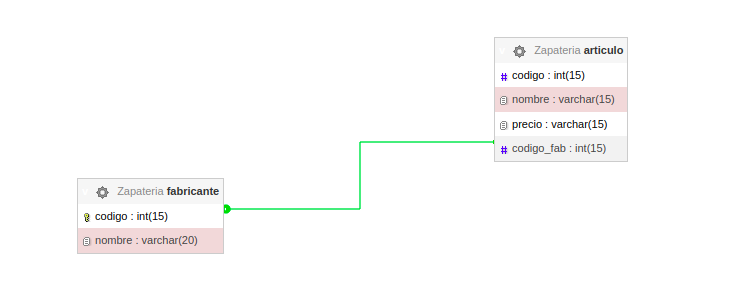 Zapateria articulo
codigo : int(15)
nombre : varchar(15)
precio : varchar(15)
codigo_fab : int(15)
Zapateria fabricante
codigo : int(15)
nombre : varchar(20)